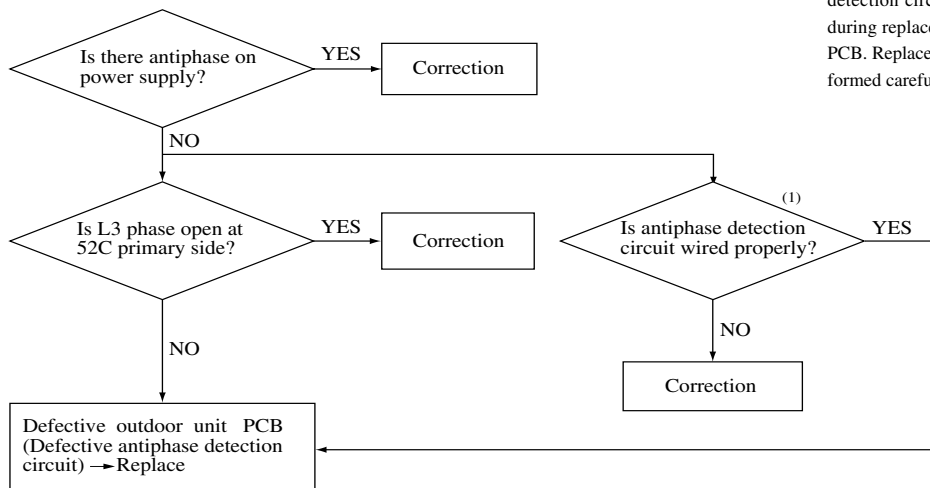 detection
during replace
PCB. Replace
formed
Is there antiphase on
power supply?
YES
Correction
NO
Is L3 phase open at
52C primary side?
YES
Correction
(1)
Is antiphase detection
circuit wired properly?
YES
NO
NO
Correction
Defective outdoor unit PCB
(Defective antiphase detection
circuit) → Replace